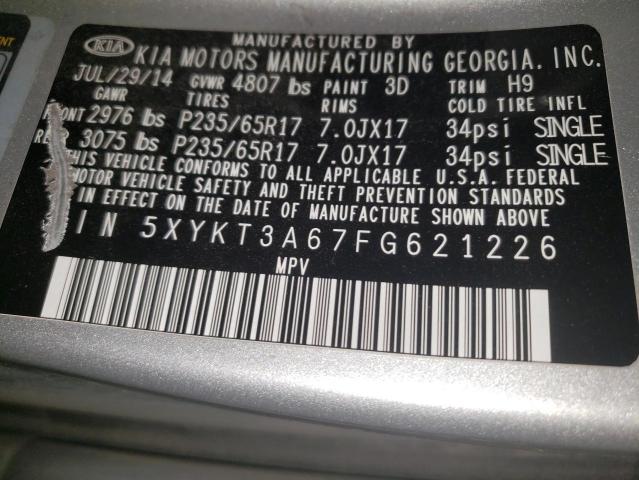 MANUFACTURED BY
KIA KIA MOTORS MANUFACTURING GEORGIA, INC.
JUL/29/14 GVWR 4807 lbs PAINT 3D TRIM H9
GAWR TIRES RIMS COLD TIRE INFL
ONT 2976 lbs P235/65R17 7.0JX17 34psi SINGLE
3075 lbs P235/65R17 7.0JX17 34psi SINGLE
THIS VEHICLE CONFORMS TO ALL APPLICABLE U.S.A. FEDERAL
MOTOR VEHICLE SAFETY AND THEFT PREVENTION STANDARDS
IN EFFECT ON THE DATE OF MANUFACTURE SHOWN ABOVE
IN 5XYKT3A67FG621226
MPV